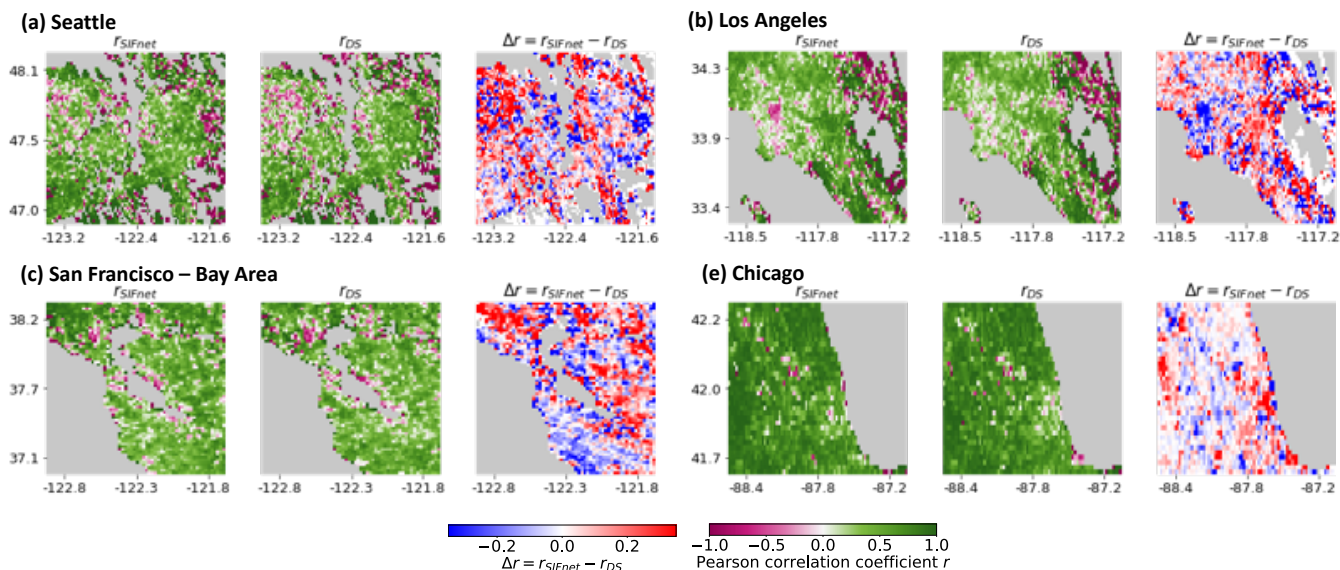 (a) Seattle
(b) Los Angeles
r_SIFnet
r_DS
Δr = r_SIFnet − r_DS
r_SIFnet
r_DS
Δr = r_SIFnet − r_DS
48.1
47.5
47.0
34.3
33.9
33.4
-123.2 -122.4 -121.6
-123.2 -122.4 -121.6
-123.2 -122.4 -121.6
-118.5 -117.8 -117.2
-118.5 -117.8 -117.2
-118.5 -117.8 -117.2
(c) San Francisco – Bay Area
(e) Chicago
r_SIFnet
r_DS
Δr = r_SIFnet − r_DS
r_SIFnet
r_DS
Δr = r_SIFnet − r_DS
38.2
37.7
37.1
42.2
42.0
41.7
-122.8 -122.3 -121.8
-122.8 -122.3 -121.8
-122.8 -122.3 -121.8
-88.4 -87.8 -87.2
-88.4 -87.8 -87.2
-88.4 -87.8 -87.2
−0.2 0.0 0.2
Δr = r_SIFnet − r_DS
−1.0 −0.5 0.0 0.5 1.0
Pearson correlation coefficient r